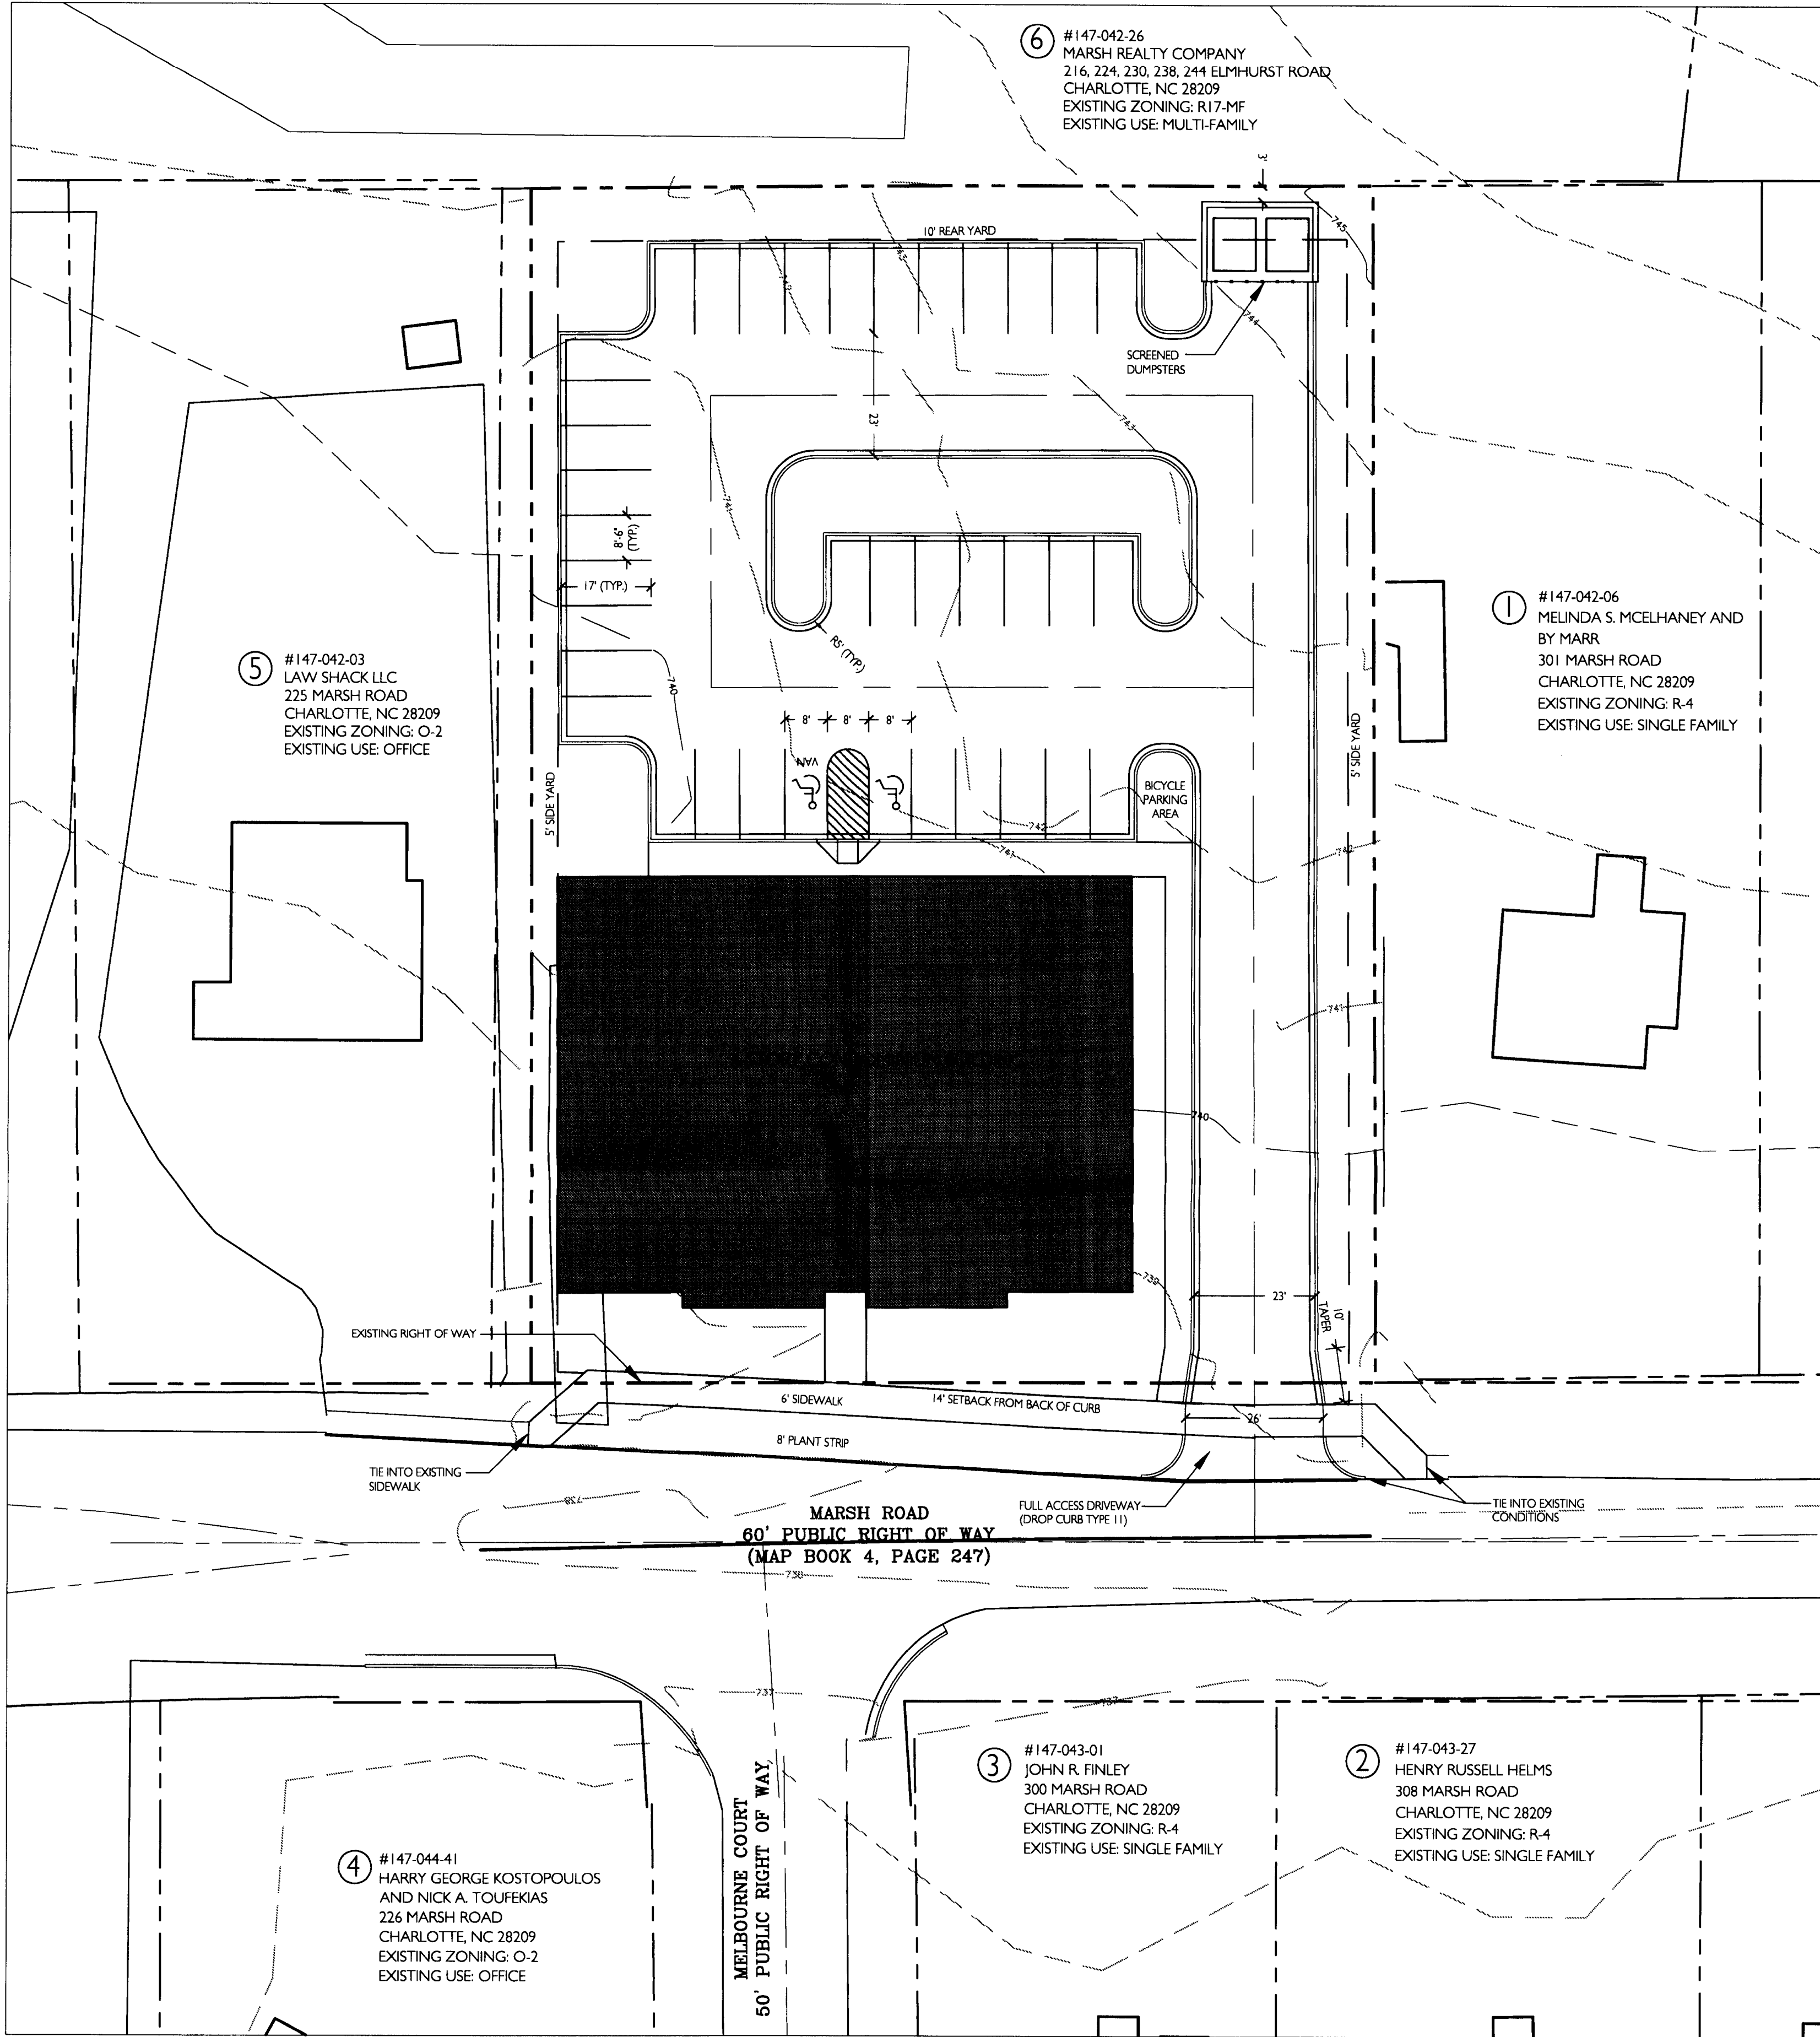 6
#147-042-26
MARSH REALTY COMPANY
216, 224, 230, 238, 244 ELMHURST ROAD
CHARLOTTE, NC 28209
EXISTING ZONING: R17-MF
EXISTING USE: MULTI-FAMILY
3'
745
10' REAR YARD
742
743
744
SCREENED
DUMPSTERS
23'
743
741
8'-6"
(TYP.)
17' (TYP.)
R5' (TYP.)
1
#147-042-06
MELINDA S. MCELHANEY AND
BY MARR
301 MARSH ROAD
CHARLOTTE, NC 28209
EXISTING ZONING: R-4
EXISTING USE: SINGLE FAMILY
5
#147-042-03
LAW SHACK LLC
225 MARSH ROAD
CHARLOTTE, NC 28209
EXISTING ZONING: O-2
EXISTING USE: OFFICE
740
8'
8'
8'
VAN
5' SIDE YARD
5' SIDE YARD
BICYCLE
PARKING
AREA
742
741
742
741
740
739
23'
10'
TAPER
EXISTING RIGHT OF WAY
6' SIDEWALK
14' SETBACK FROM BACK OF CURB
26'
8' PLANT STRIP
TIE INTO EXISTING
SIDEWALK
738
FULL ACCESS DRIVEWAY
(DROP CURB TYPE 11)
TIE INTO EXISTING
CONDITIONS
MARSH ROAD
60' PUBLIC RIGHT OF WAY
(MAP BOOK 4, PAGE 247)
738
737
737
MELBOURNE COURT
50' PUBLIC RIGHT OF WAY
3
#147-043-01
JOHN R. FINLEY
300 MARSH ROAD
CHARLOTTE, NC 28209
EXISTING ZONING: R-4
EXISTING USE: SINGLE FAMILY
2
#147-043-27
HENRY RUSSELL HELMS
308 MARSH ROAD
CHARLOTTE, NC 28209
EXISTING ZONING: R-4
EXISTING USE: SINGLE FAMILY
4
#147-044-41
HARRY GEORGE KOSTOPOULOS
AND NICK A. TOUFEKIAS
226 MARSH ROAD
CHARLOTTE, NC 28209
EXISTING ZONING: O-2
EXISTING USE: OFFICE